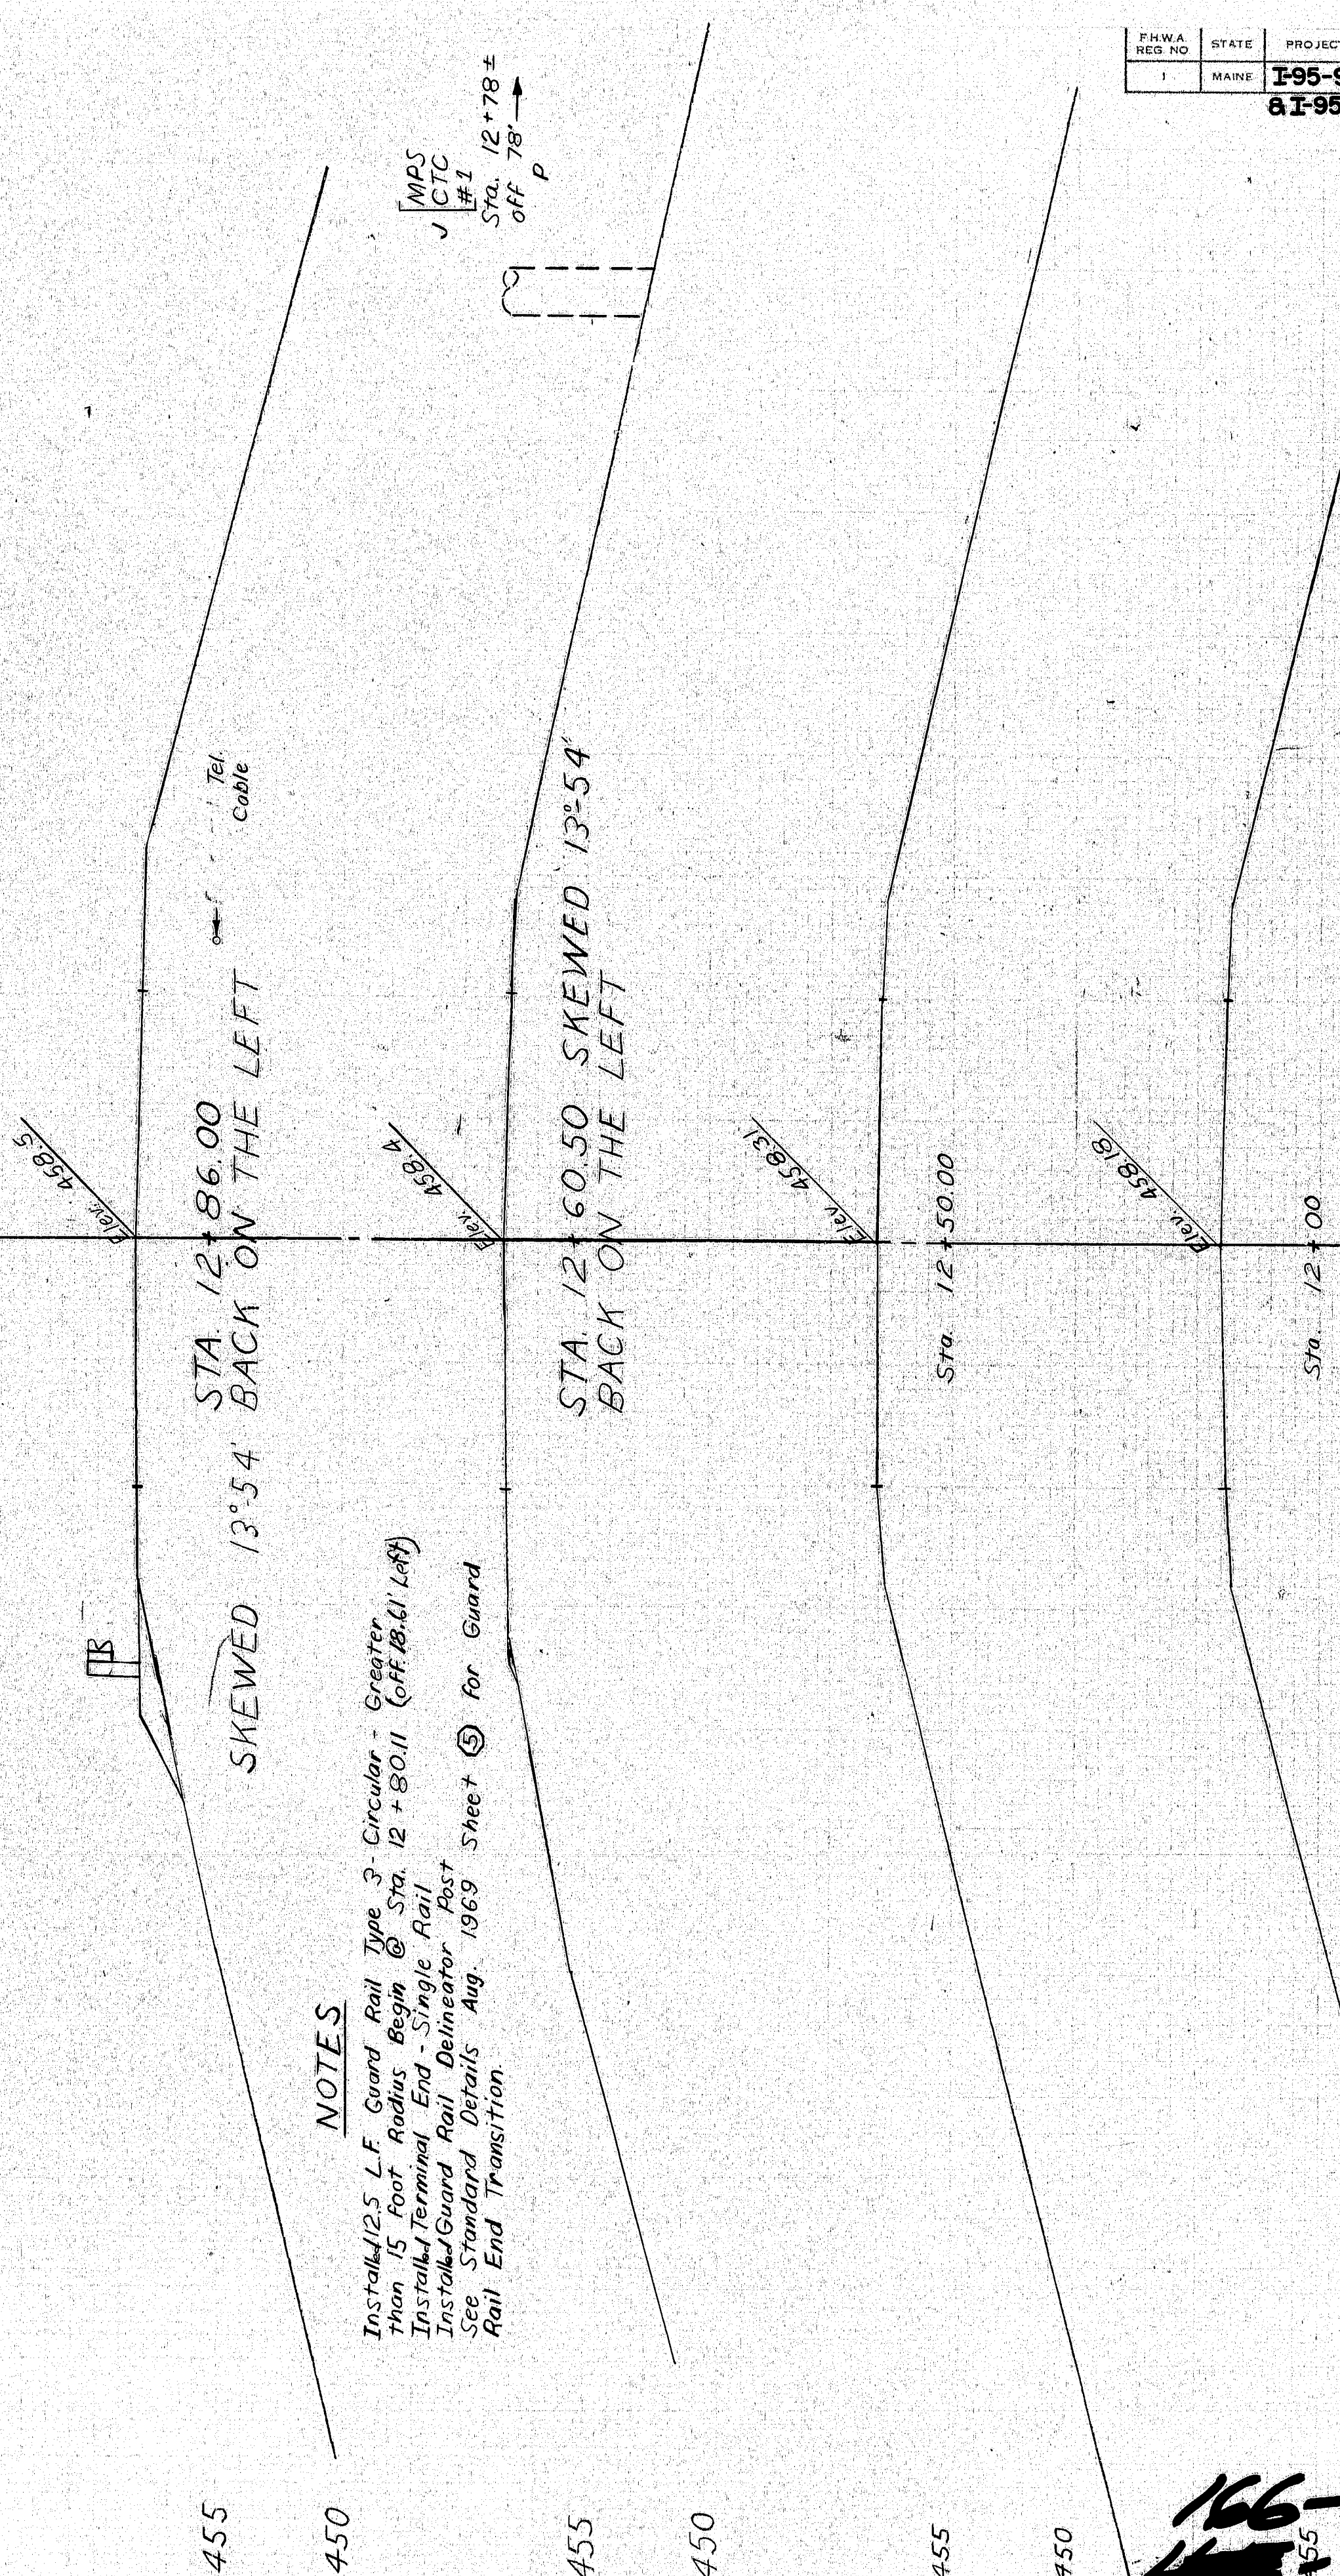 F.H.W.A. REG. NO STATE PROJECT
1 MAINE I-95-9
& I-95
MPS
CTC
#1
J
Sta. 12+78 ±
off 78'
P
Elev. 458.5
STA. 12+86.00
SKEWED 13°-54' BACK ON THE LEFT
Tel.
Cable
R
NOTES
Installed 12.5 L.F. Guard Rail Type 3 - Circular - Greater
than 15 Foot Radius Begin @ Sta. 12 + 80.11 (off 18.61' Left)
Installed Terminal End - Single Rail
Installed Guard Rail Delineator Post
See Standard Details Aug. 1969 Sheet 5 for Guard
Rail End Transition.
455
450
Elev. 458.4
STA. 12+60.50 SKEWED 13°-54'
BACK ON THE LEFT
455
450
Elev 458.31
Sta. 12+50.00
455
450
Elev. 458.18
Sta. 12+00
55
166-